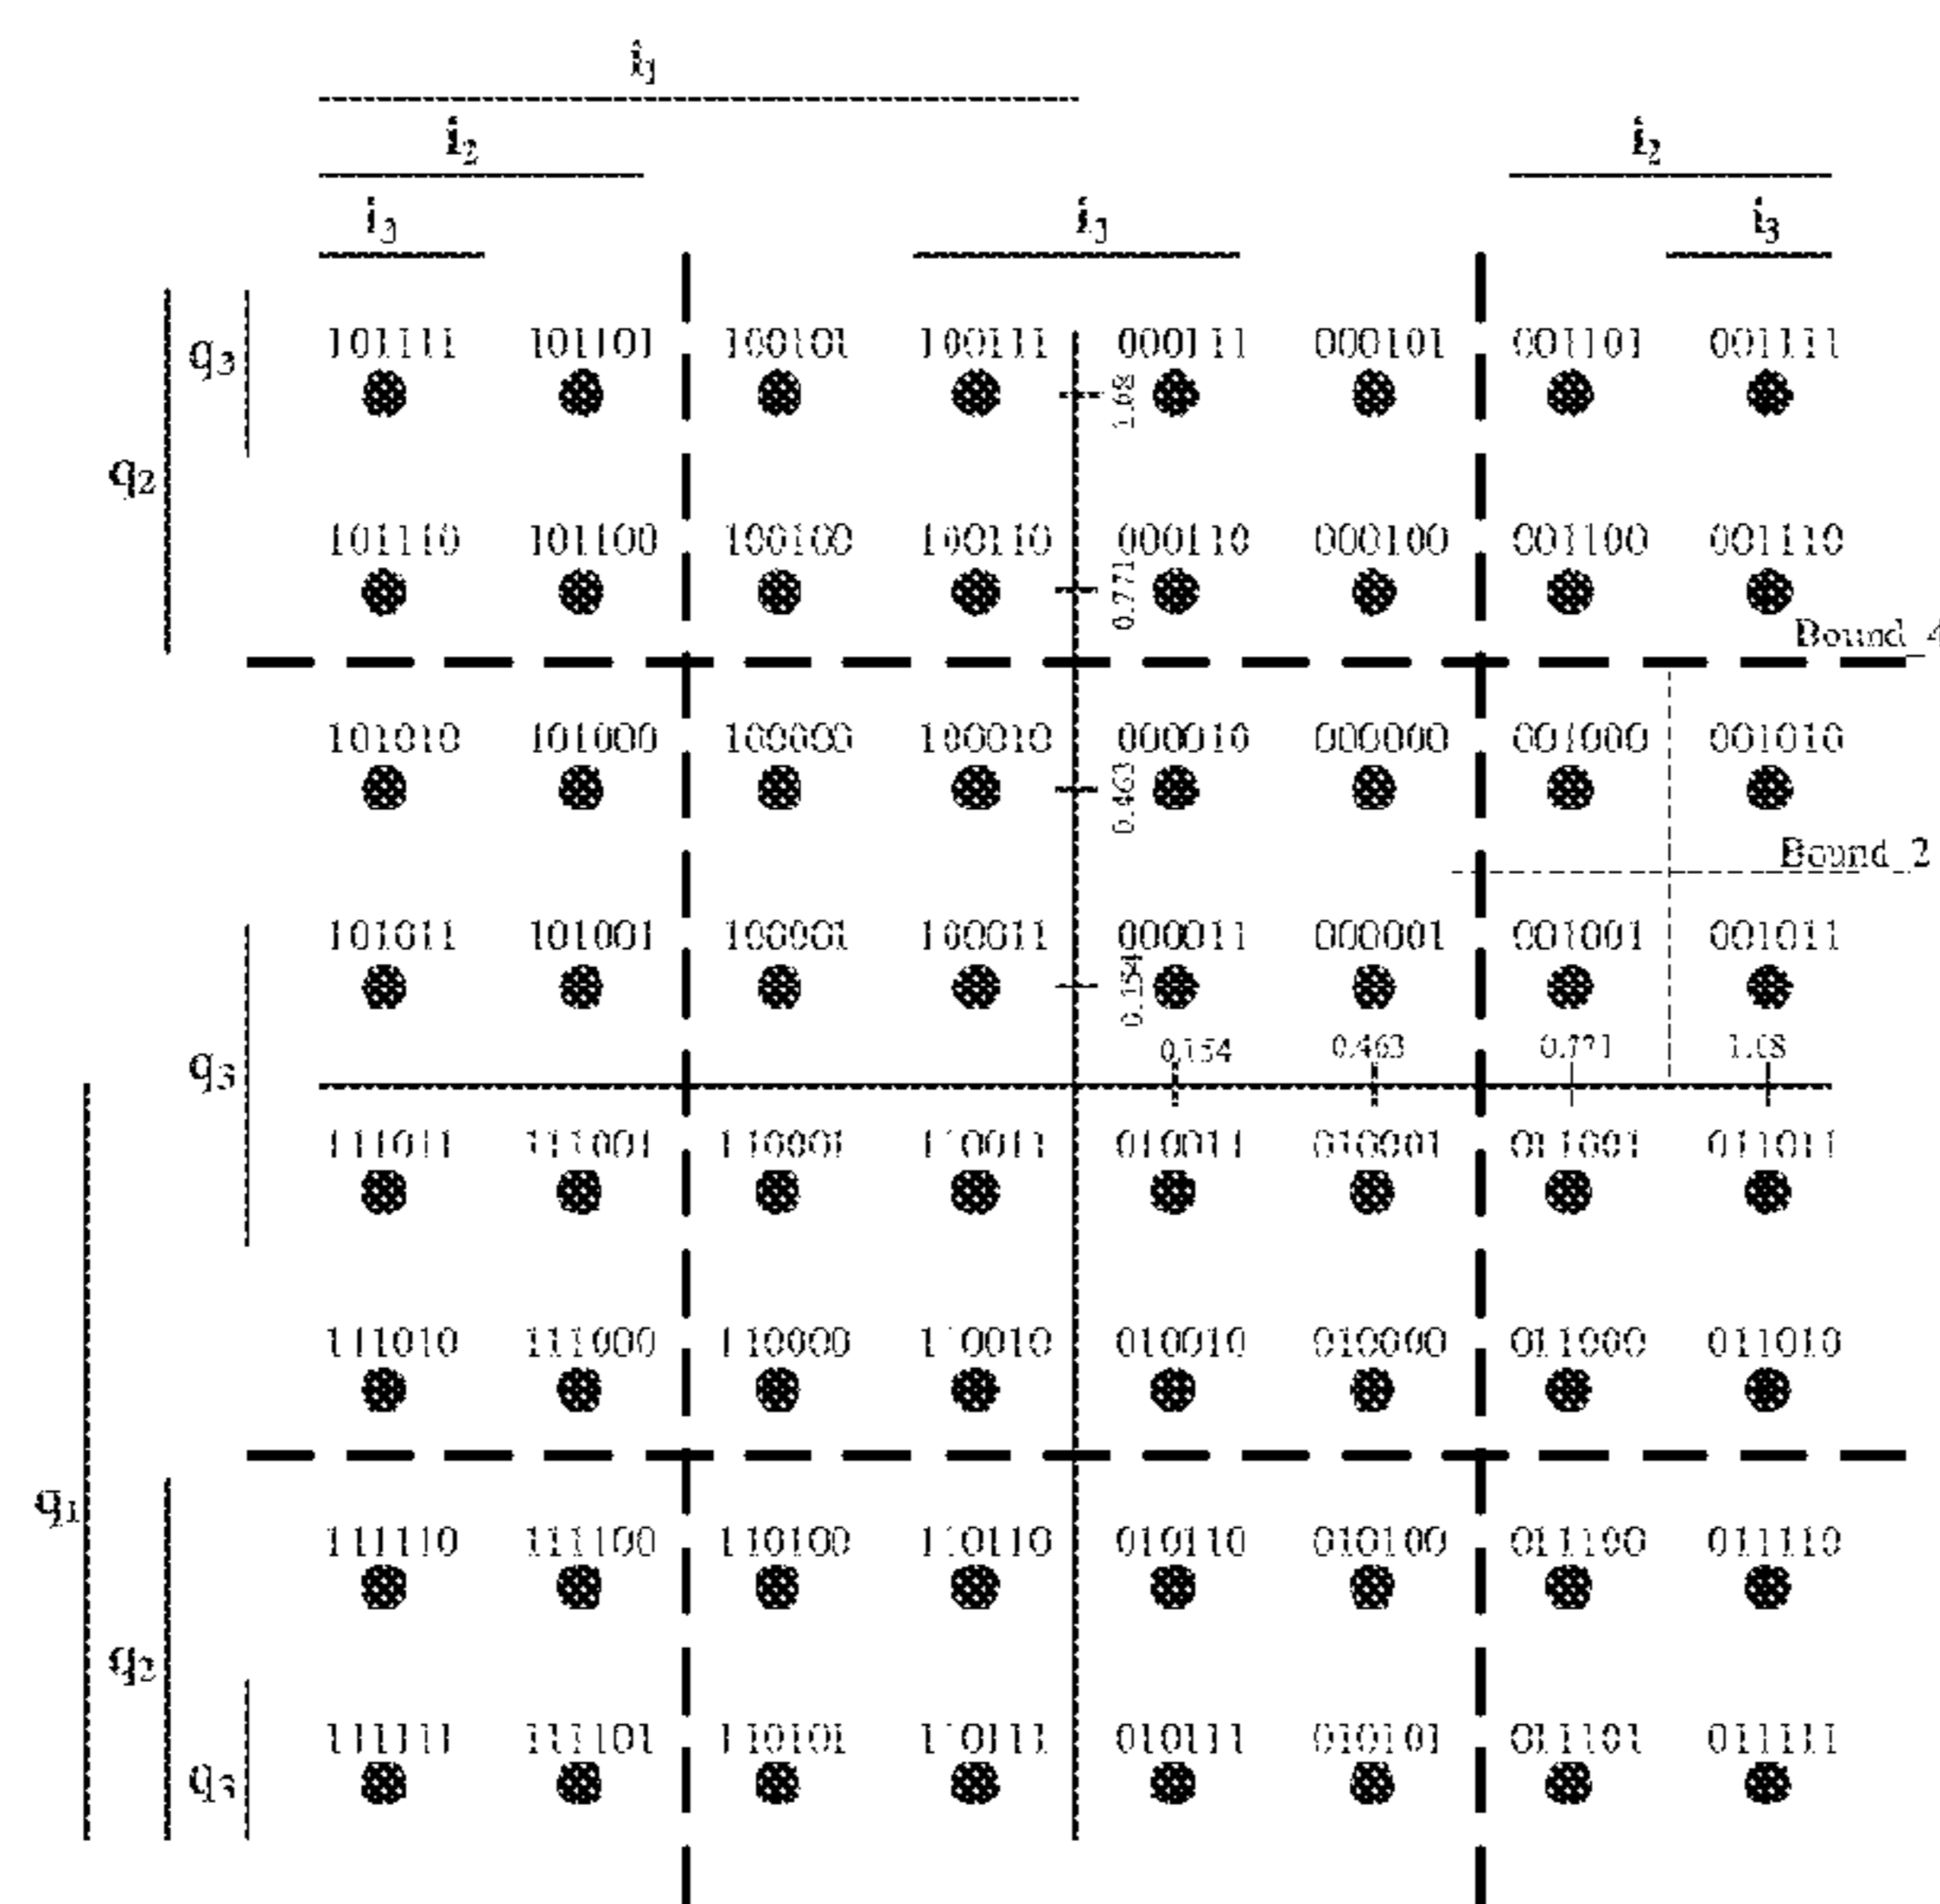 i₁
i₂ i₂
i₃ i₃ i₃
q₃ 101111 101101 100101 100111 000111 000101 001101 001111
1.08
q₂
101110 101100 100100 100110 000110 000100 001100 001110
0.771
Bound_4
101010 101000 100000 100010 000010 000000 001000 001010
0.463
Bound_2
101011 101001 100001 100011 000011 000001 001001 001011
0.154
0.154 0.463 0.771 1.08
q₃
111011 111001 110001 110011 010011 010001 011001 011011
111010 111000 110000 110010 010010 010000 011000 011010
q₁
111110 111100 110100 110110 010110 010100 011100 011110
q₂
111111 111101 110101 110111 010111 010101 011101 011111
q₃